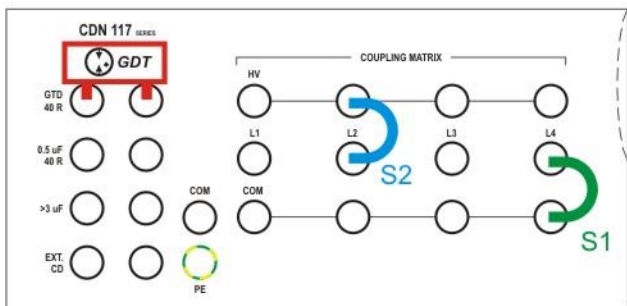 CDN 117 SERIES
GDT
COUPLING MATRIX
HV
GTD
40 R
L1
L2
L3
L4
0.5 uF
40 R
S2
>3 uF
COM
COM
S1
EXT.
CD
PE